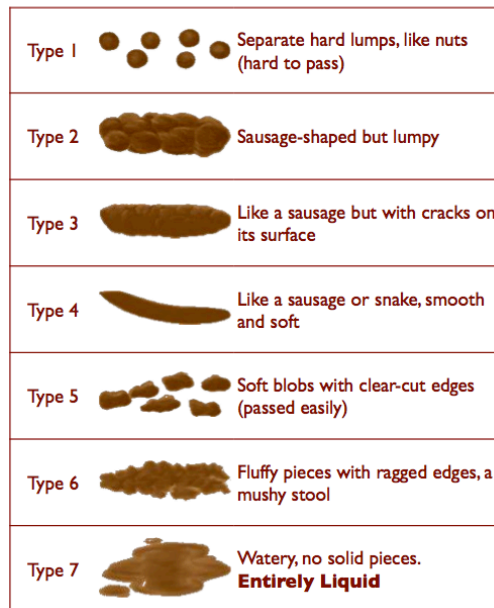 Type 1
Separate hard lumps, like nuts
(hard to pass)
Type 2
Sausage-shaped but lumpy
Type 3
Like a sausage but with cracks on
its surface
Type 4
Like a sausage or snake, smooth
and soft
Type 5
Soft blobs with clear-cut edges
(passed easily)
Type 6
Fluffy pieces with ragged edges, a
mushy stool
Type 7
Watery, no solid pieces.
Entirely Liquid